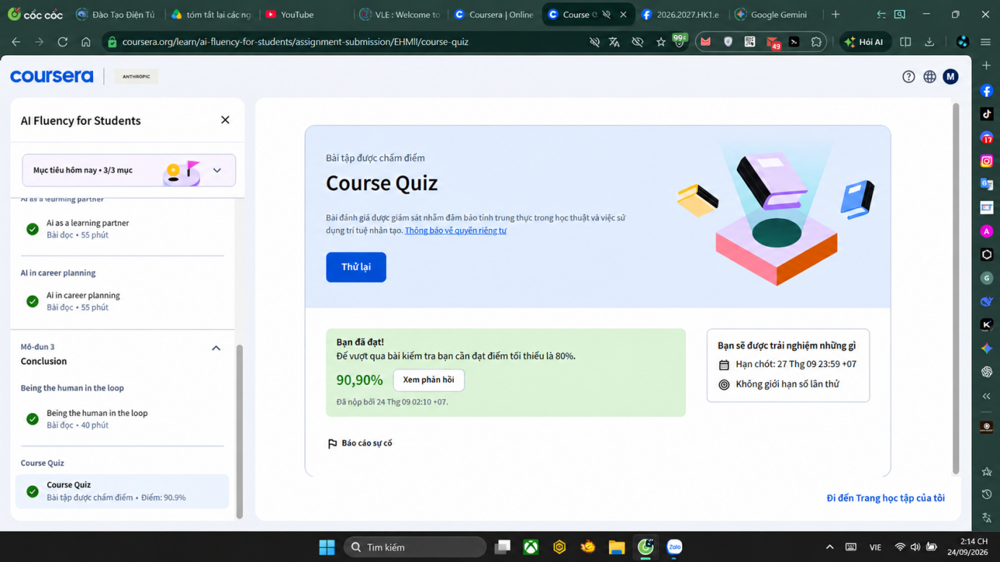 cốc cốc
Đào Tạo Điện Tử
tóm tắt lại các ng
YouTube
VLE : Welcome to
Coursera | Online
Course Q
2026.2027.HK1.e
Google Gemini
coursera.org/learn/ai-fluency-for-students/assignment-submission/EHMII/course-quiz
99+
49
Hỏi AI
coursera
ANTHROPIC
M
AI Fluency for Students
Mục tiêu hôm nay • 3/3 mục
AI as a learning partner
Ai as a learning partner
Bài đọc • 55 phút
AI in career planning
AI in career planning
Bài đọc • 55 phút
Mô-đun 3
Conclusion
Being the human in the loop
Being the human in the loop
Bài đọc • 40 phút
Course Quiz
Course Quiz
Bài tập được chấm điểm • Điểm: 90.9%
Bài tập được chấm điểm
Course Quiz
Bài đánh giá được giám sát nhằm đảm bảo tính trung thực trong học thuật và việc sử
dụng trí tuệ nhân tạo. Thông báo về quyền riêng tư
Thử lại
Bạn đã đạt!
Để vượt qua bài kiểm tra bạn cần đạt điểm tối thiểu là 80%.
90,90%
Xem phản hồi
Đã nộp bởi 24 Thg 09 02:10 +07.
Bạn sẽ được trải nghiệm những gì
Hạn chót: 27 Thg 09 23:59 +07
Không giới hạn số lần thử
Báo cáo sự cố
Đi đến Trang học tập của tôi
17
A
G
K
Tìm kiếm
Zalo
VIE
2:14 CH
24/09/2026